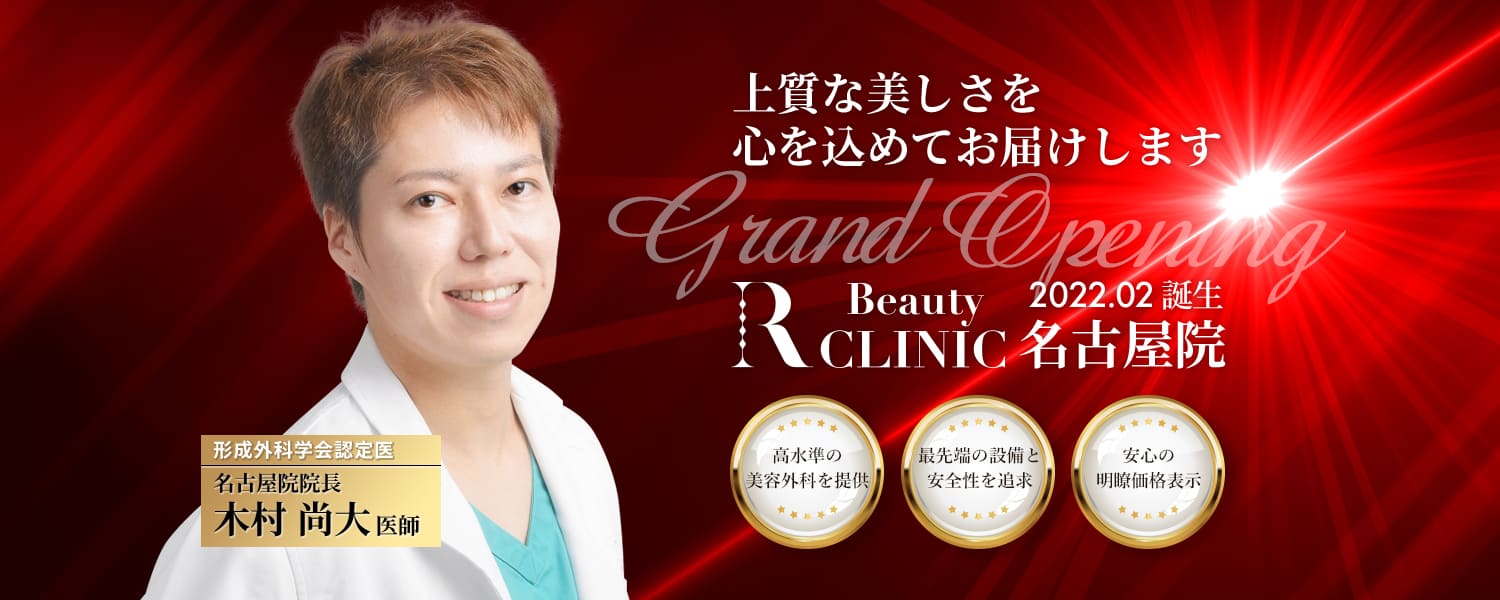 上質な美しさを
心を込めてお届けします
Grand Opening
R Beauty CLINIC
2022.02 誕生
名古屋院
形成外科学会認定医
名古屋院院長
木村 尚大 医師
高水準の
美容外科を提供
最先端の設備と
安全性を追求
安心の
明瞭価格表示